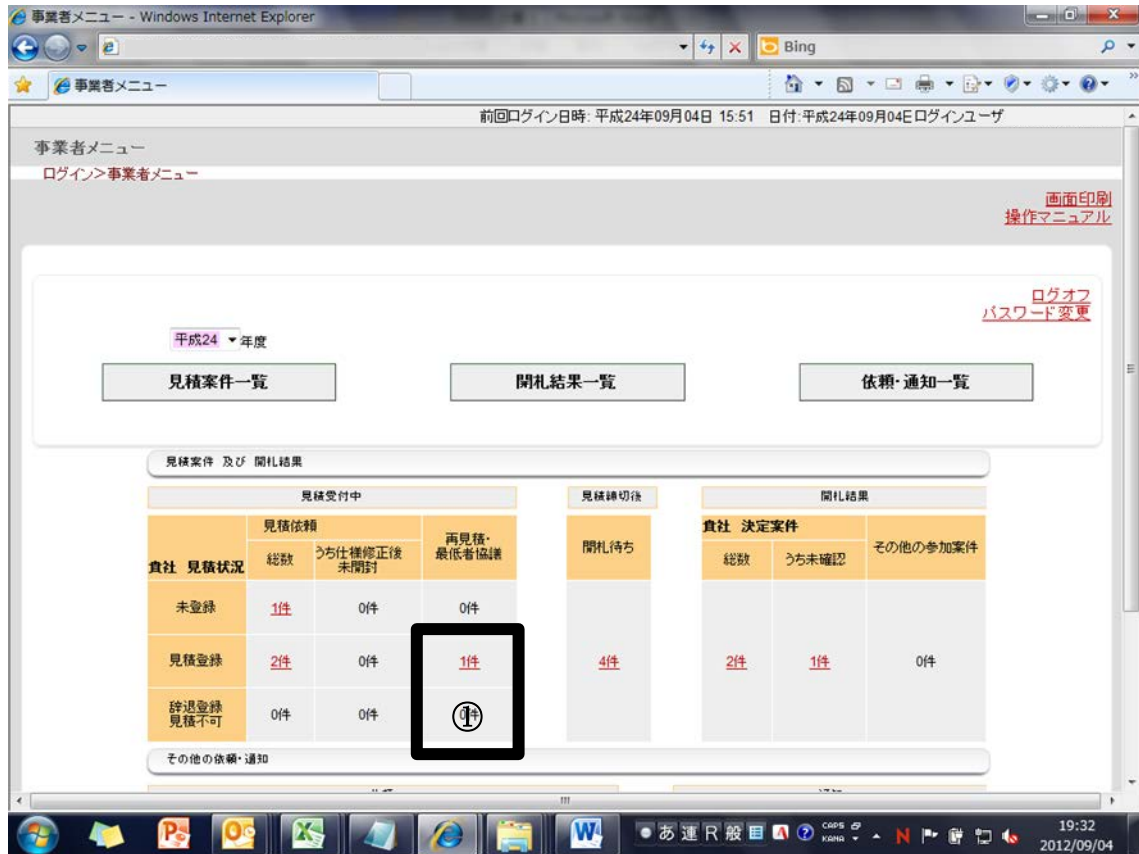 事業者メニュー - Windows Internet Explorer
Bing
事業者メニュー
前回ログイン日時: 平成24年09月04日 15:51 日付:平成24年09月04Eログインユーザ
事業者メニュー
ログイン>事業者メニュー
画面印刷
操作マニュアル
ログオフ
パスワード変更
平成24 年度
見積案件一覧 開札結果一覧 依頼・通知一覧
見積案件 及び 開札結果
見積受付中 見積締切後 開札結果
貴社 見積状況 見積依頼 再見積・ 開札待ち 貴社 決定案件 その他の参加案件
最低者協議
総数 うち仕様修正後 総数 うち未確認
未開封
未登録 1件 0件 0件
見積登録 2件 0件 1件 4件 2件 1件 0件
辞退登録
見積不可 0件 0件 ①
その他の依頼・通知
あ 連 R 般 CAPS
KANA
19:32
2012/09/04